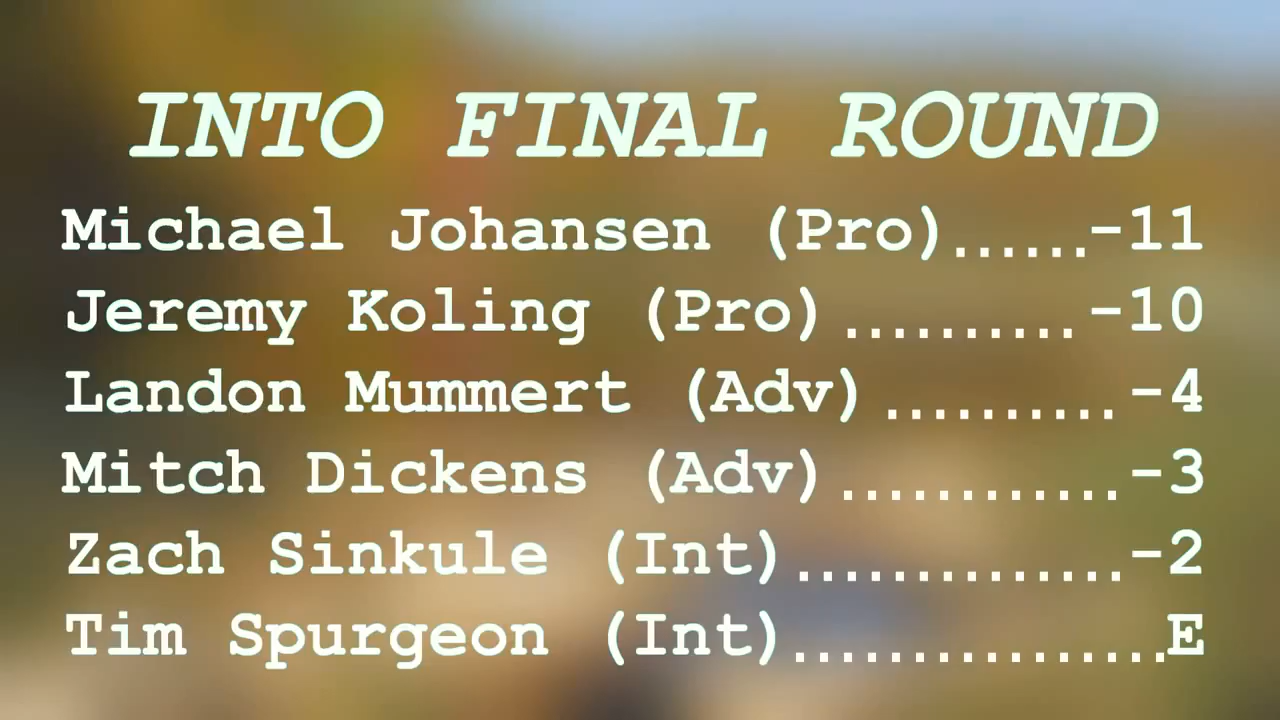 INTO FINAL ROUND
Michael Johansen (Pro)......-11
Jeremy Koling (Pro)..........-10
Landon Mummert (Adv)..........-4
Mitch Dickens (Adv)............-3
Zach Sinkule (Int)..............-2
Tim Spurgeon (Int)................E